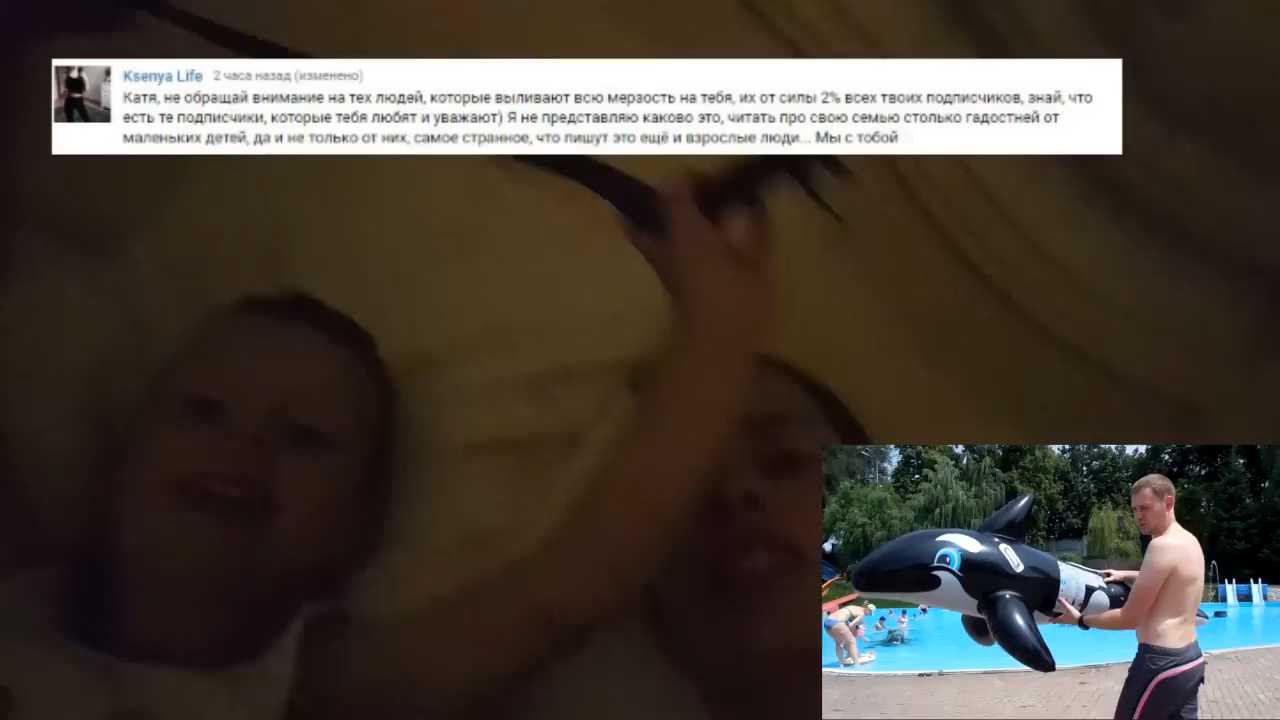 Ksenya Life 2 часа назад (изменено)
Катя, не обращай внимание на тех людей, которые выливают всю мерзость на тебя, их от силы 2% всех твоих подписчиков, знай, что
есть те подписчики, которые тебя любят и уважают) Я не представляю каково это, читать про свою семью столько гадостней от
маленьких детей, да и не только от них, самое странное, что пишут это ещё и взрослые люди... Мы с тобой